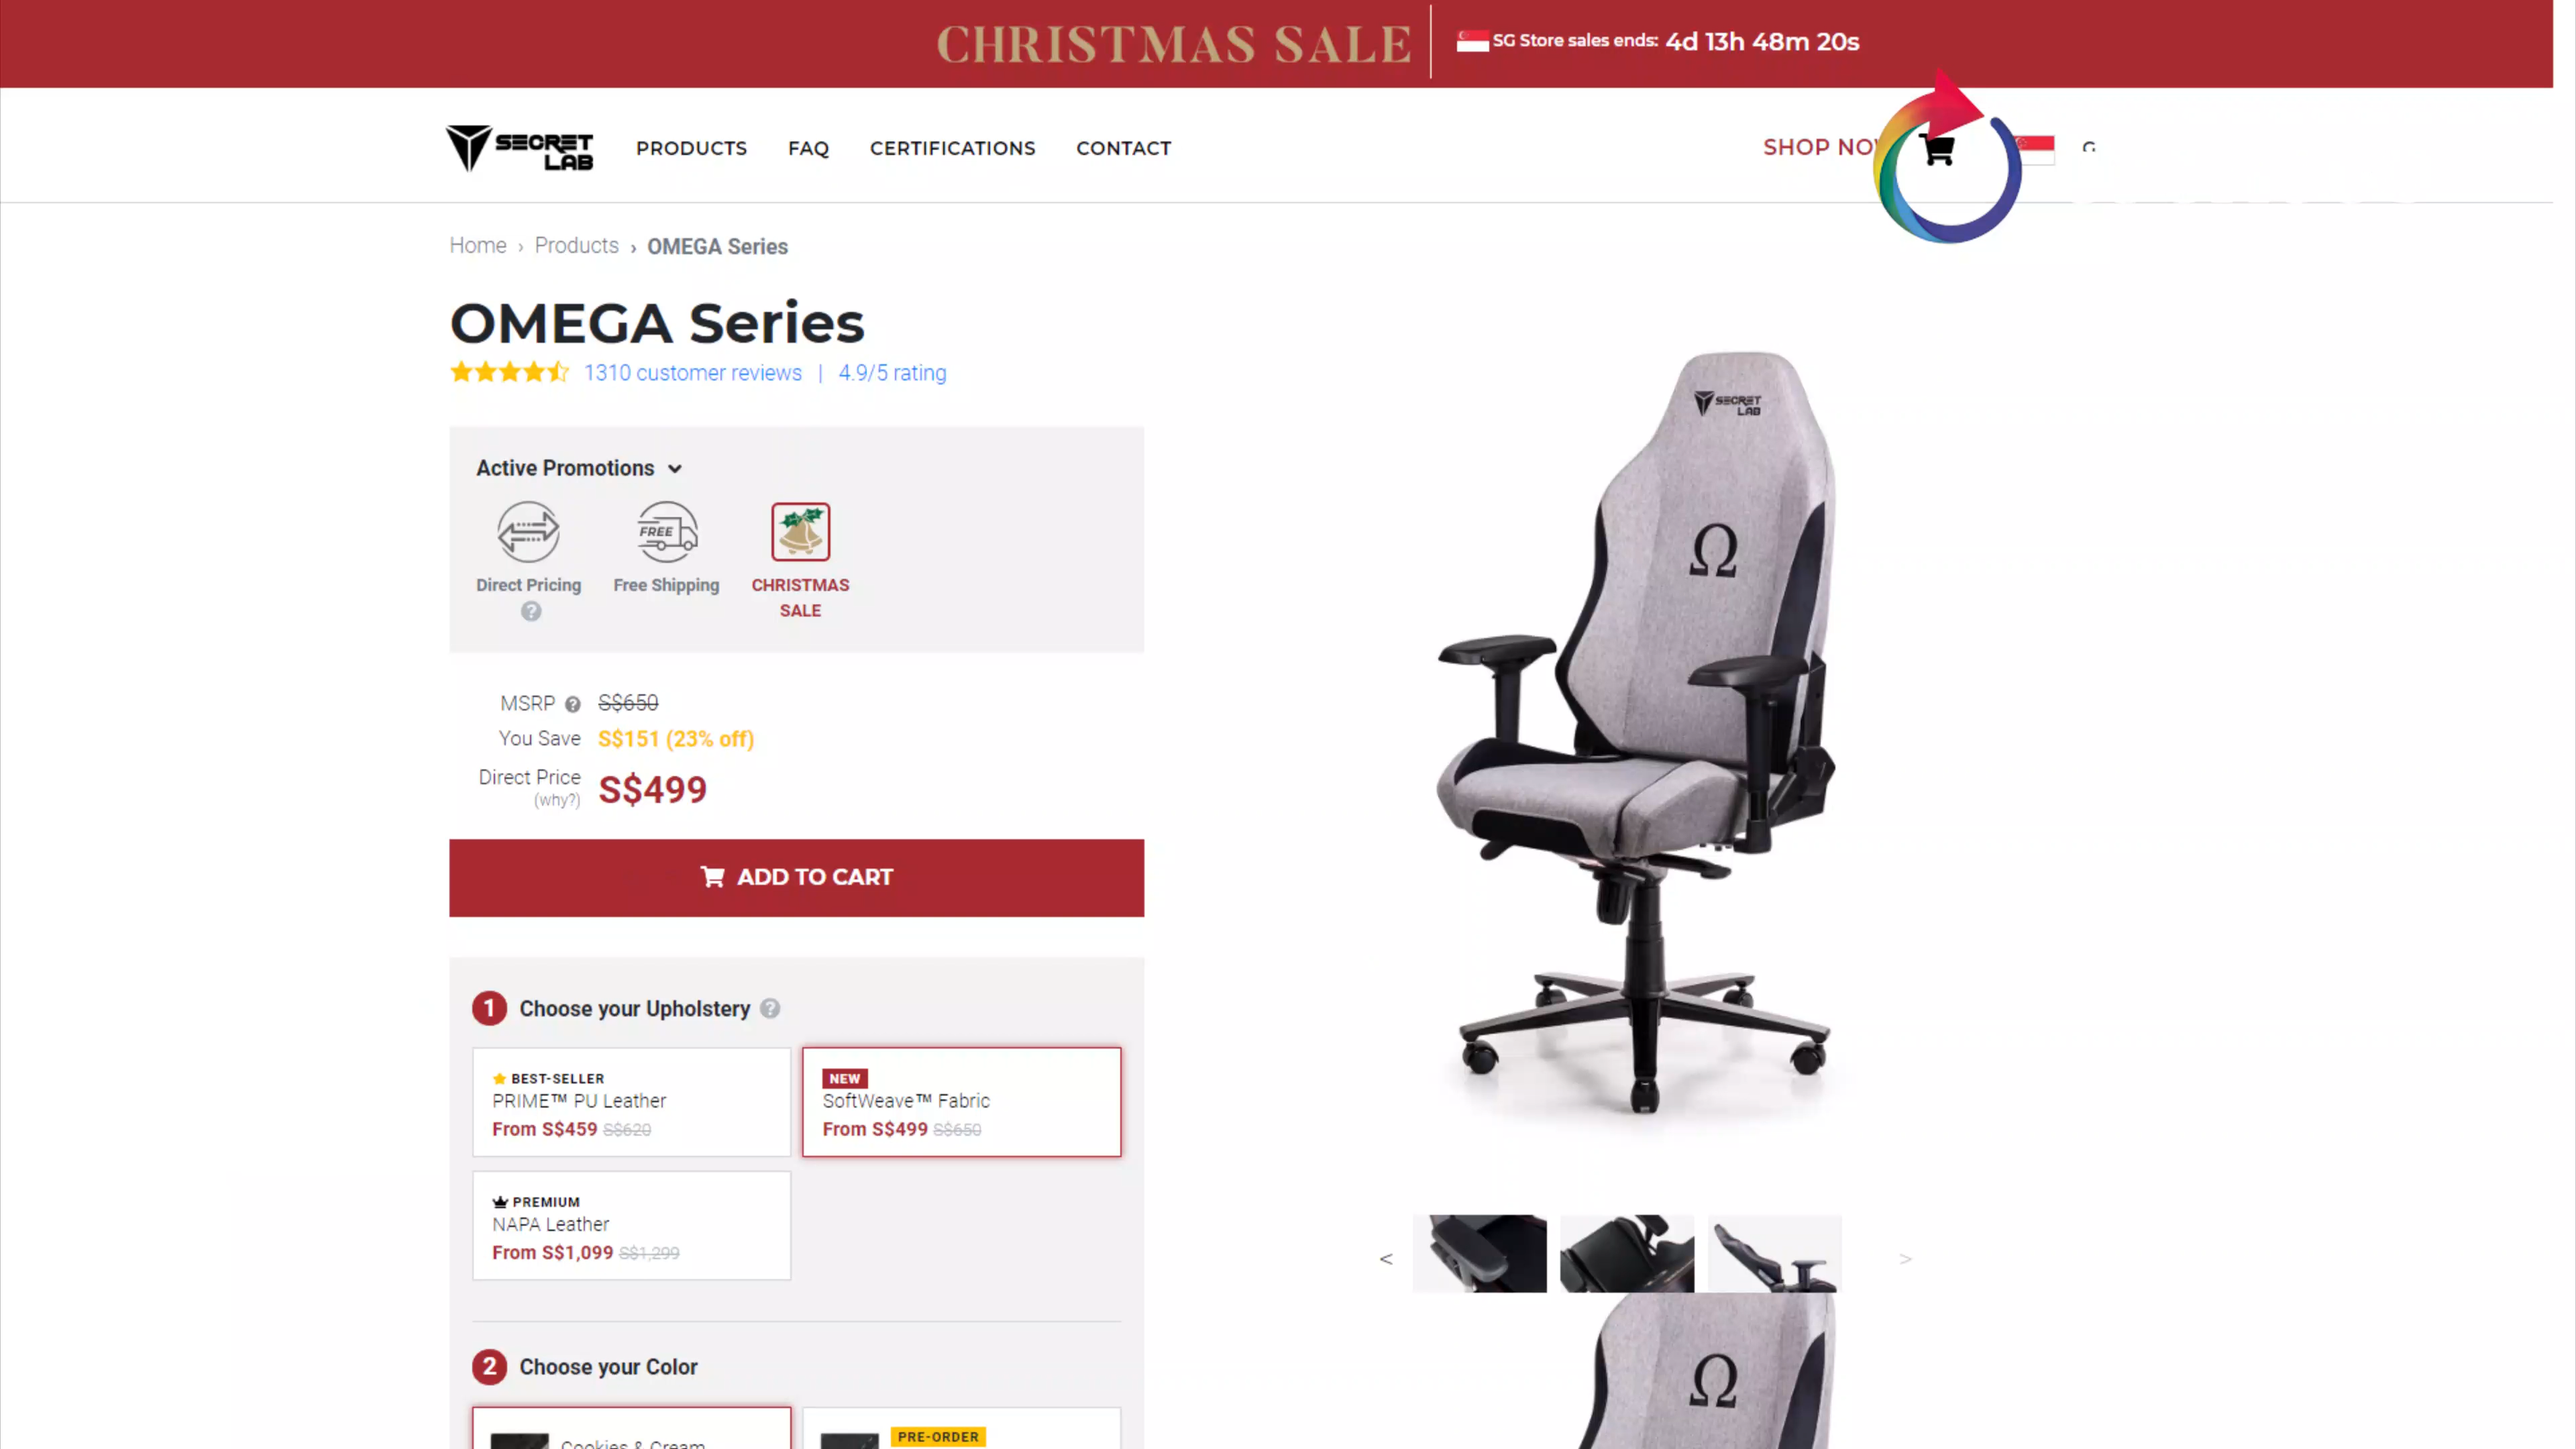 CHRISTMAS SALE
SG Store sales ends: 4d 13h 48m 20s
SECRET LAB
PRODUCTS FAQ CERTIFICATIONS CONTACT
SHOP
Home › Products › OMEGA Series
OMEGA Series
1310 customer reviews | 4.9/5 rating
Active Promotions
FREE
Direct Pricing ?
Free Shipping
CHRISTMAS SALE
MSRP ? S$650
You Save S$151 (23% off)
Direct Price (why?) S$499
ADD TO CART
1 Choose your Upholstery ?
BEST-SELLER
PRIME™ PU Leather
From S$459 S$620
NEW
SoftWeave™ Fabric
From S$499 S$650
PREMIUM
NAPA Leather
From S$1,099 S$1,299
2 Choose your Color
Cookies & Cream
PRE-ORDER
SECRET LAB
Ω
< >
Ω